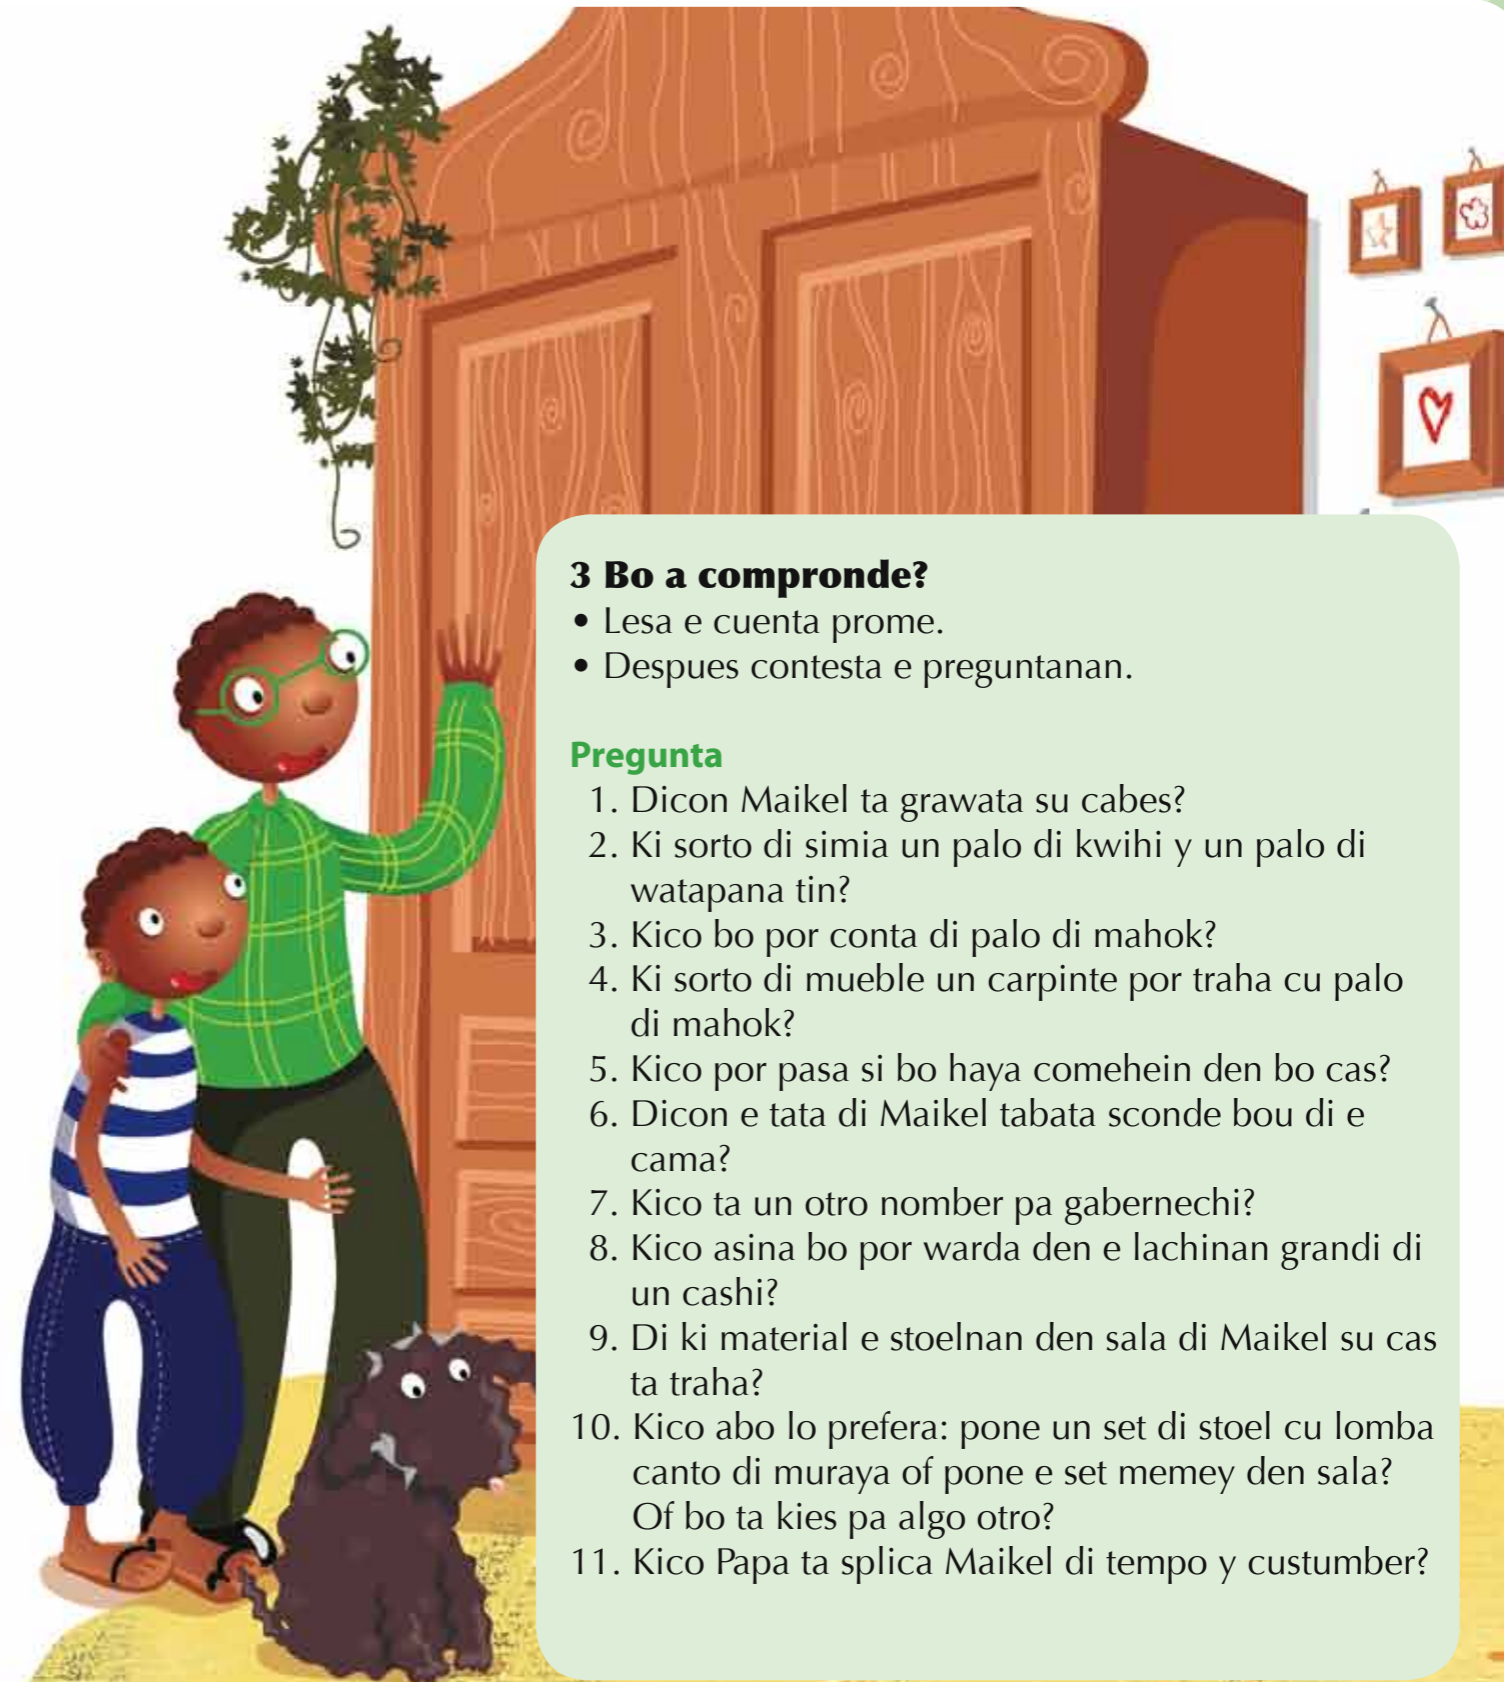 3 Bo a compronde?
• Lesa e cuenta prome.
• Despues contesta e preguntanan.
Pregunta
1. Dicon Maikel ta grawata su cabes?
2. Ki sorto di simia un palo di kwihi y un palo di
watapana tin?
3. Kico bo por conta di palo di mahok?
4. Ki sorto di mueble un carpinte por traha cu palo
di mahok?
5. Kico por pasa si bo haya comehein den bo cas?
6. Dicon e tata di Maikel tabata sconde bou di e
cama?
7. Kico ta un otro nomber pa gabernechi?
8. Kico asina bo por warda den e lachinan grandi di
un cashi?
9. Di ki material e stoelnan den sala di Maikel su cas
ta traha?
10. Kico abo lo prefera: pone un set di stoel cu lomba
canto di muraya of pone e set memey den sala?
Of bo ta kies pa algo otro?
11. Kico Papa ta splica Maikel di tempo y custumber?